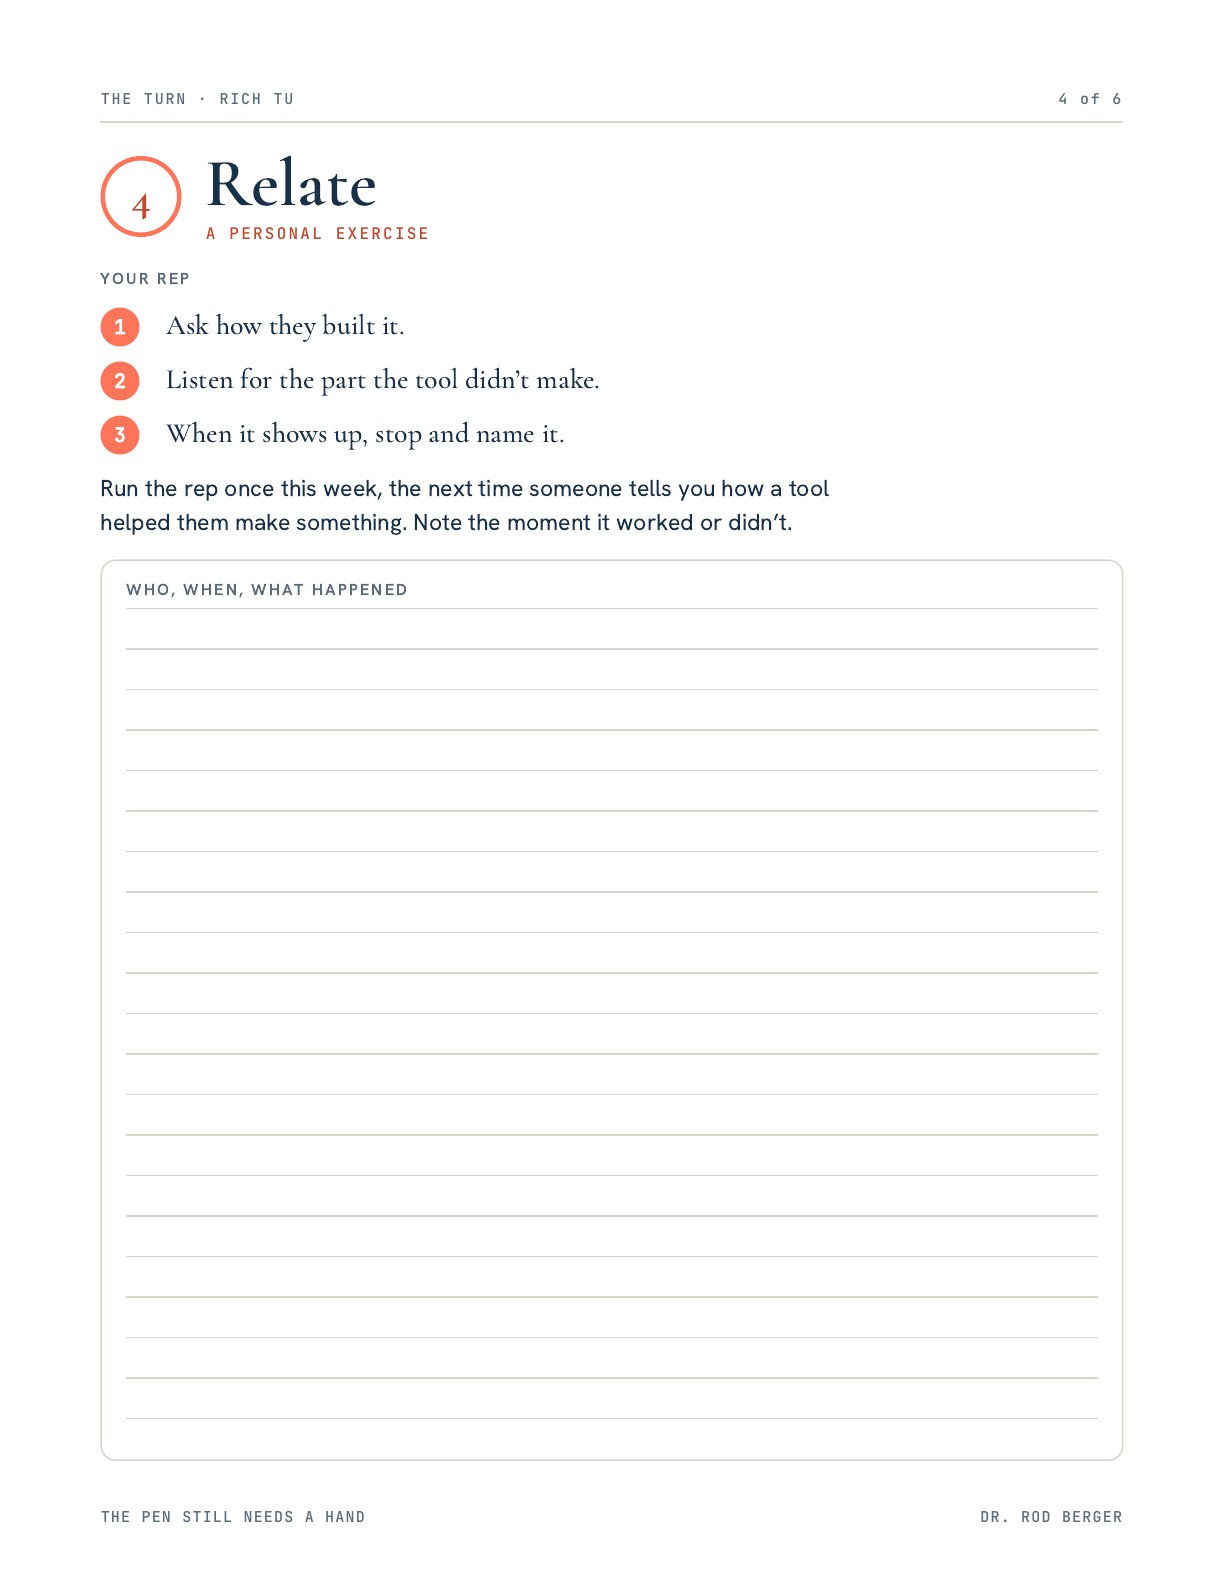 THE TURN · RICH TU
4 of 6
4
Relate
A PERSONAL EXERCISE
YOUR REP
1 Ask how they built it.
2 Listen for the part the tool didn’t make.
3 When it shows up, stop and name it.
Run the rep once this week, the next time someone tells you how a tool
helped them make something. Note the moment it worked or didn’t.
WHO, WHEN, WHAT HAPPENED
THE PEN STILL NEEDS A HAND
DR. ROD BERGER